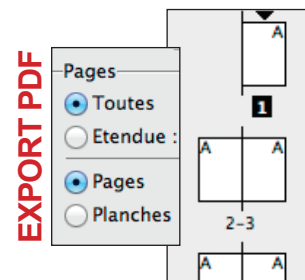 EXPORT PDF
Pages
Toutes
Etendue :
Pages
Planches
A
1
A A
2-3
A A